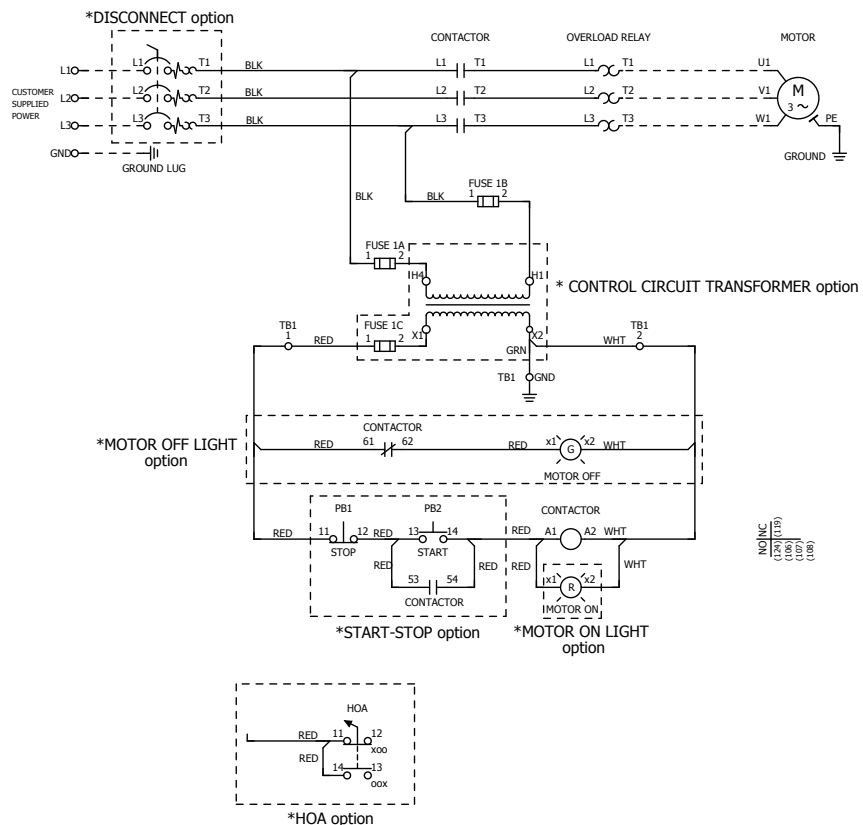 *DISCONNECT option
CONTACTOR OVERLOAD RELAY MOTOR
L1 L1 T1 BLK L1 T1 L1 T1 U1
CUSTOMER
SUPPLIED
POWER
L2 L2 T2 BLK L2 T2 L2 T2 V1
M
3 ~
L3 L3 T3 BLK L3 T3 L3 T3 W1 PE
GND
GROUND LUG
GROUND
FUSE 1B
1 2
BLK BLK
FUSE 1A
1 2
H4 H1
* CONTROL CIRCUIT TRANSFORMER option
TB1
1
RED
FUSE 1C
1 2
X1 X2
GRN
WHT
TB1
2
TB1 GND
*MOTOR OFF LIGHT
option
CONTACTOR
RED 61 62 RED x1 G x2 WHT
MOTOR OFF
PB1 PB2 CONTACTOR
RED 11 12 RED 13 14 RED A1 A2 WHT
STOP START
RED RED RED WHT
53 54
CONTACTOR
x1 R x2
MOTOR ON
*START-STOP option
*MOTOR ON LIGHT
option
NO NC
(124) (119)
(106)
(107)
(108)
HOA
RED 11 12
xoo
RED
14 13
oox
*HOA option